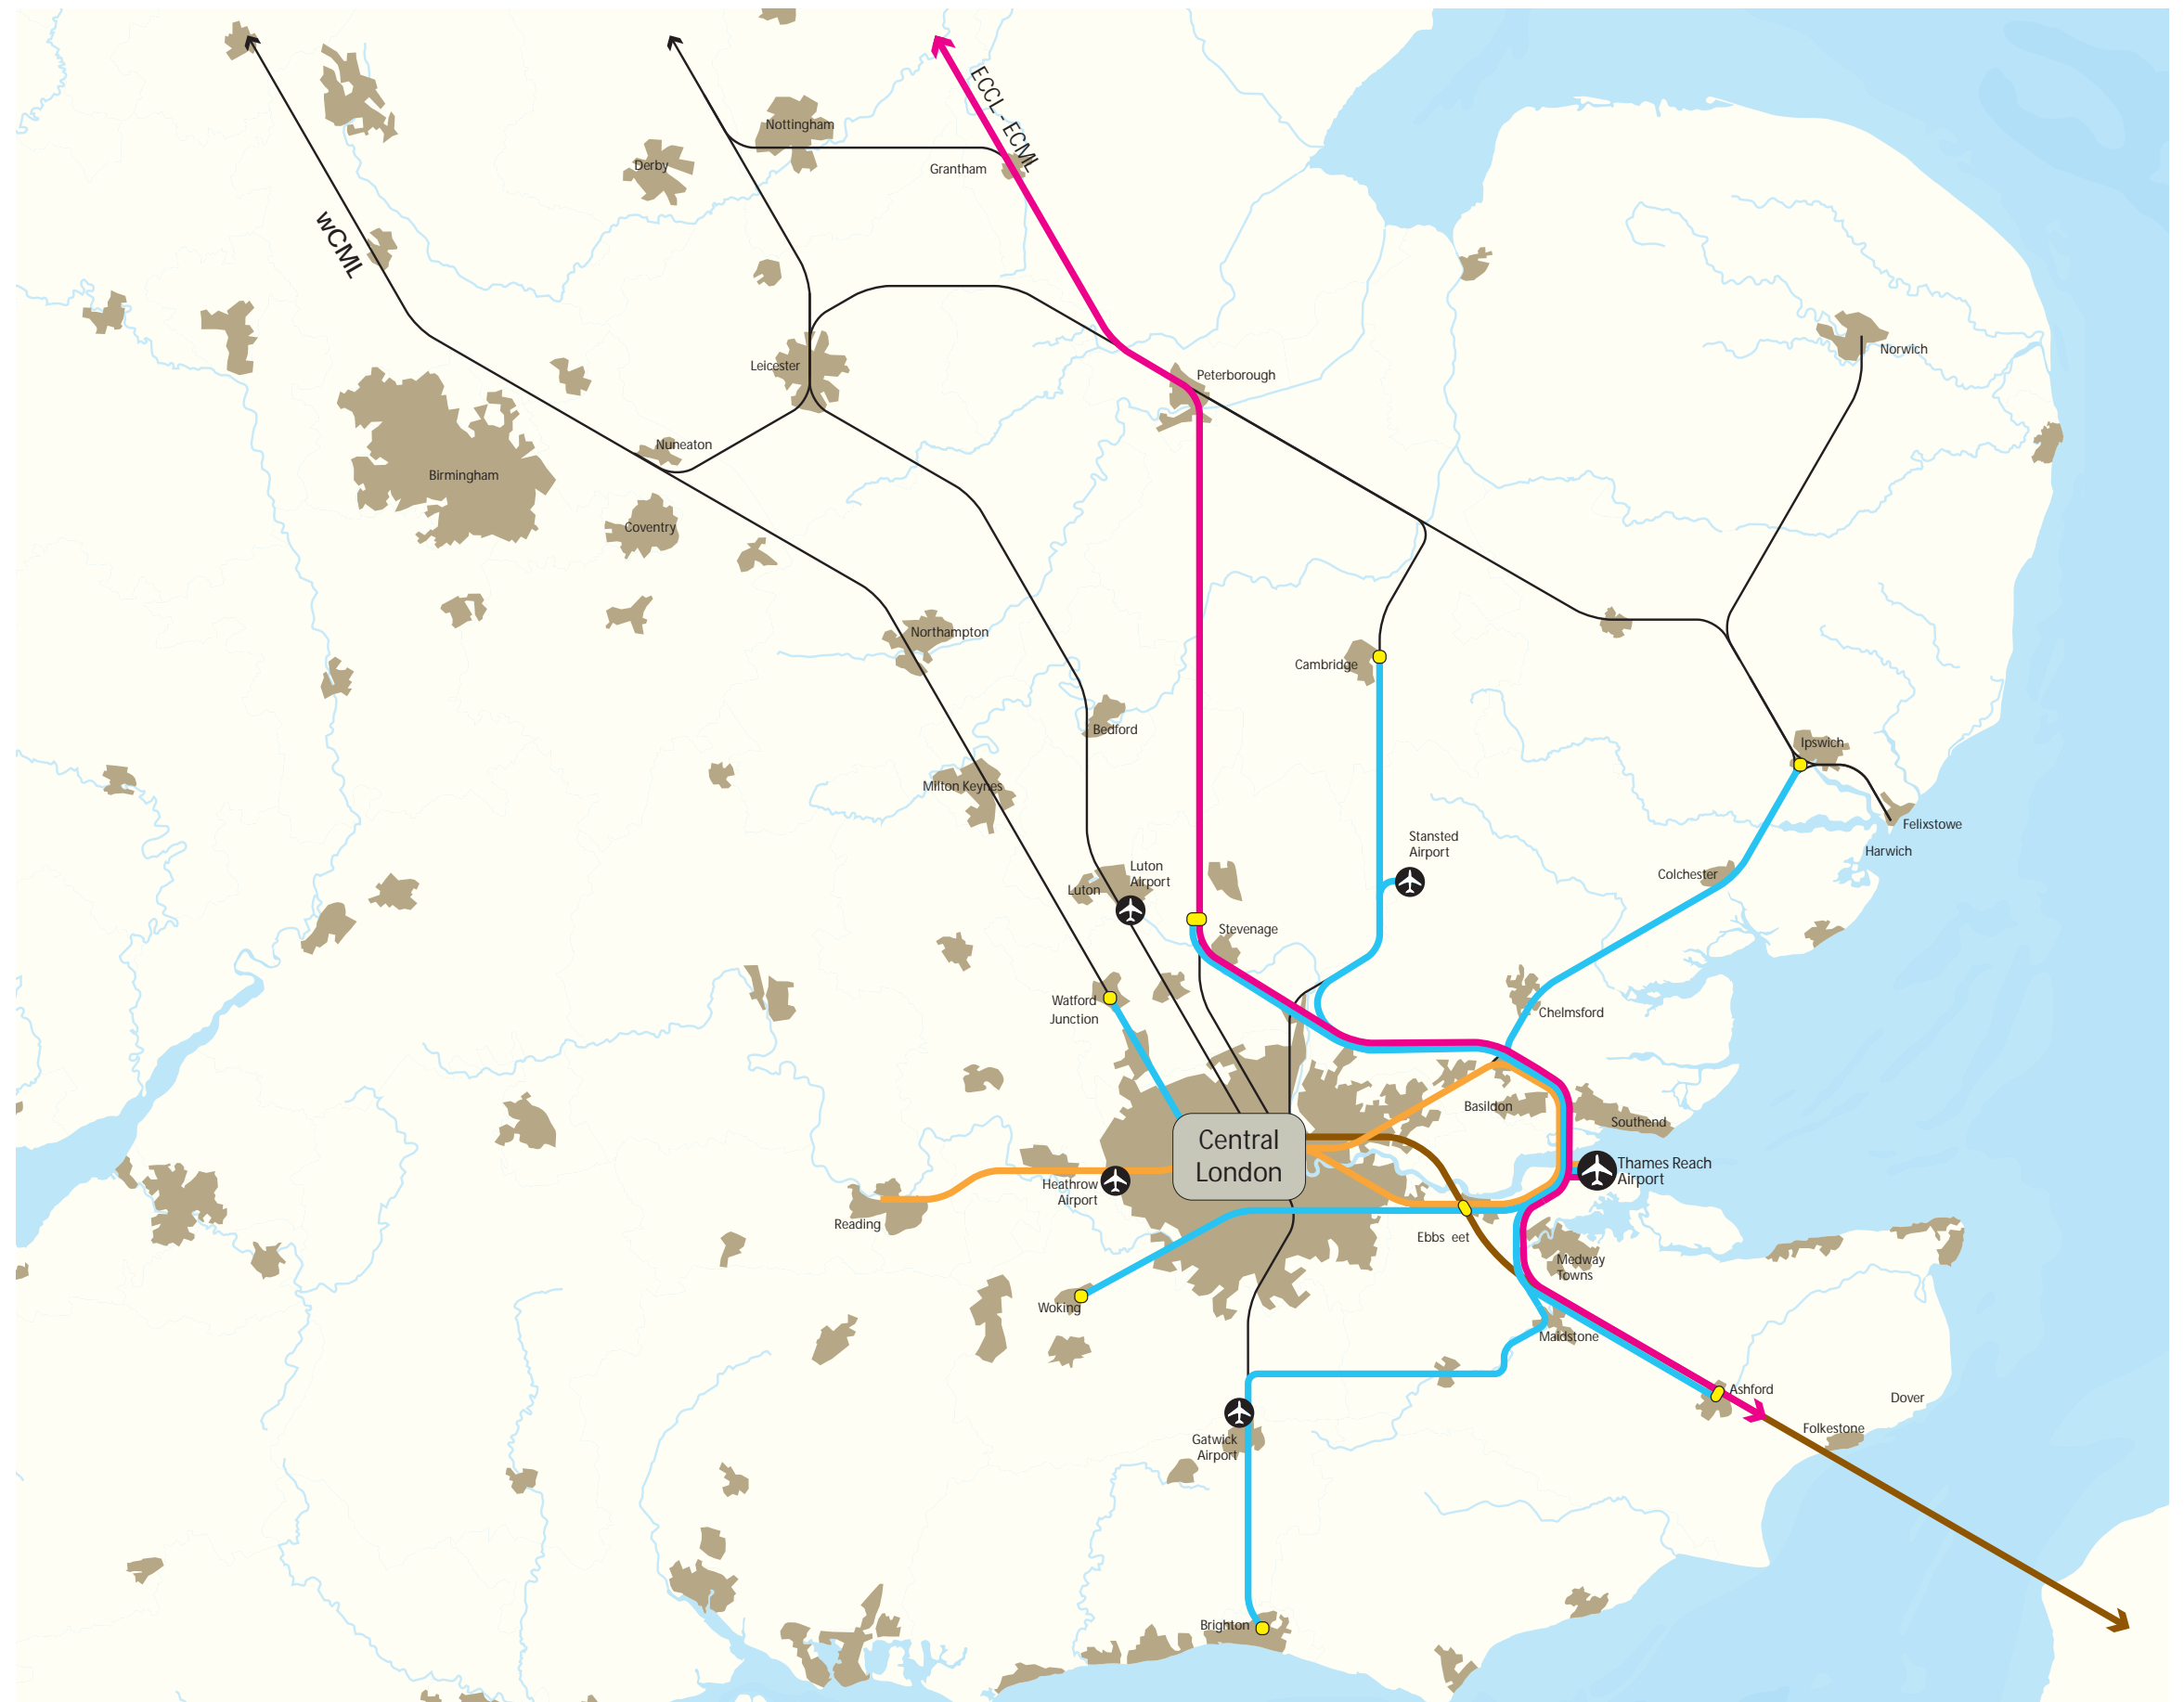 ECCL - ECML
Nottingham
Derby
Grantham
wCML
Norwich
Leicester
Peterborough
Nuneaton
Birmingham
Coventry
Northampton
Cambridge
Bedford
Ipswich
Milton Keynes
Felixstowe
Stansted
Airport
Harwich
Luton
Airport
Luton
Colchester
Stevenage
Watford
Junction
Chelmsford
Basildon
Southend
Central
London
Thames Reach
Airport
Heathrow
Airport
Reading
Ebbs eet
Medway
Towns
Woking
Maidstone
Ashford
Dover
Folkestone
Gatwick
Airport
Brighton